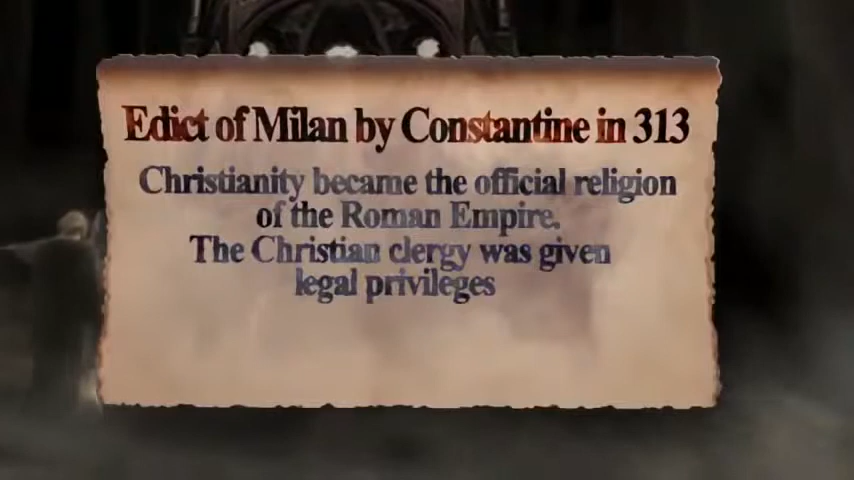 Edict of Milan by Constantine in 313
Christianity became the official religion
of the Roman Empire.
The Christian clergy was given
legal privileges